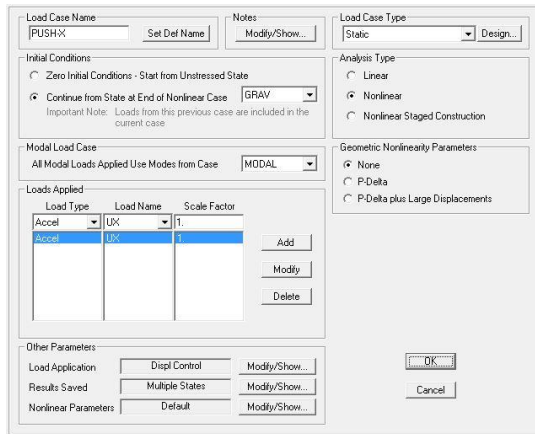 Load Case Name
PUSH-X
Set Def Name
Notes
Modify/Show...
Load Case Type
Static
Design...
Initial Conditions
Zero Initial Conditions - Start from Unstressed State
Continue from State at End of Nonlinear Case
GRAV
Important Note: Loads from this previous case are included in the
current case
Analysis Type
Linear
Nonlinear
Nonlinear Staged Construction
Modal Load Case
All Modal Loads Applied Use Modes from Case
MODAL
Geometric Nonlinearity Parameters
None
P-Delta
P-Delta plus Large Displacements
Loads Applied
Load Type Load Name Scale Factor
Accel UX 1.
Accel UX 1.
Add
Modify
Delete
Other Parameters
Load Application Displ Control Modify/Show...
Results Saved Multiple States Modify/Show...
Nonlinear Parameters Default Modify/Show...
OK
Cancel